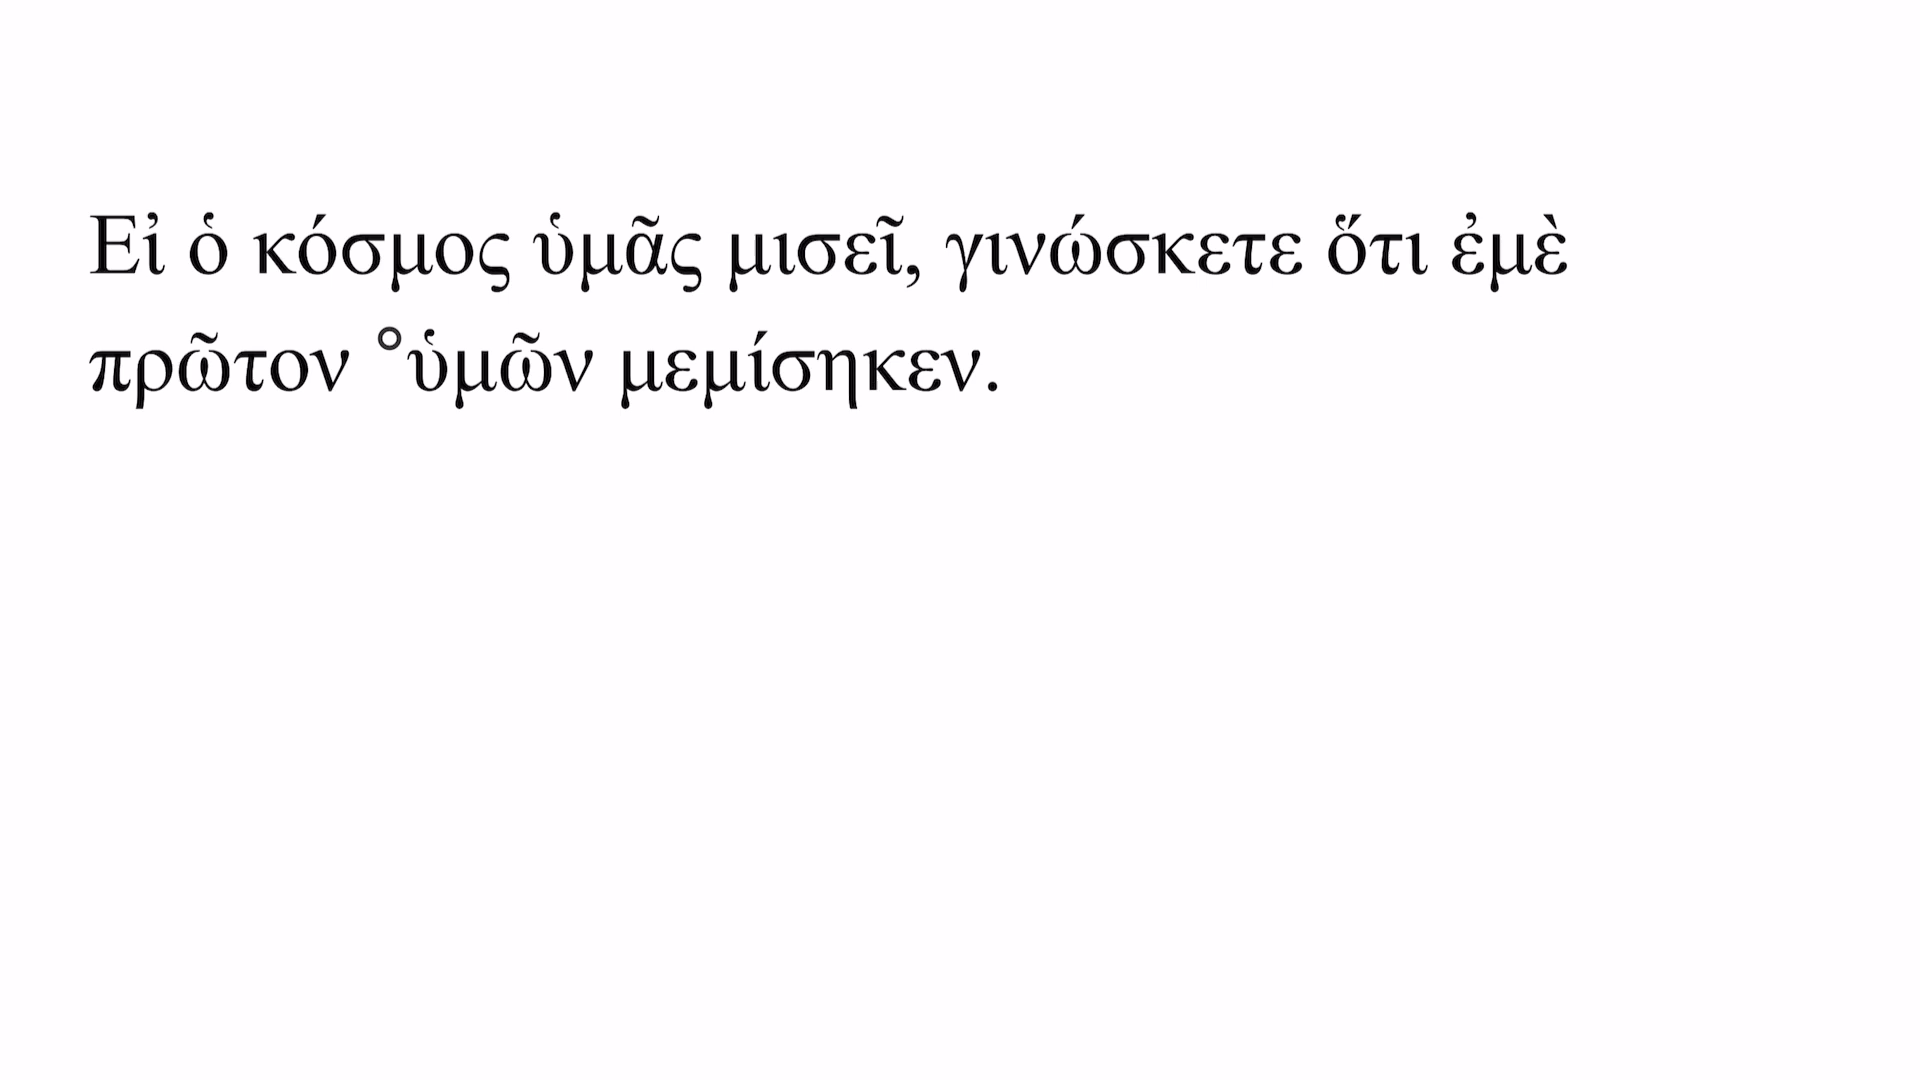 Εἰ ὁ κόσμος ὑμᾶς μισεῖ, γινώσκετε ὅτι ἐμὲ
πρῶτον °ὑμῶν μεμίσηκεν.